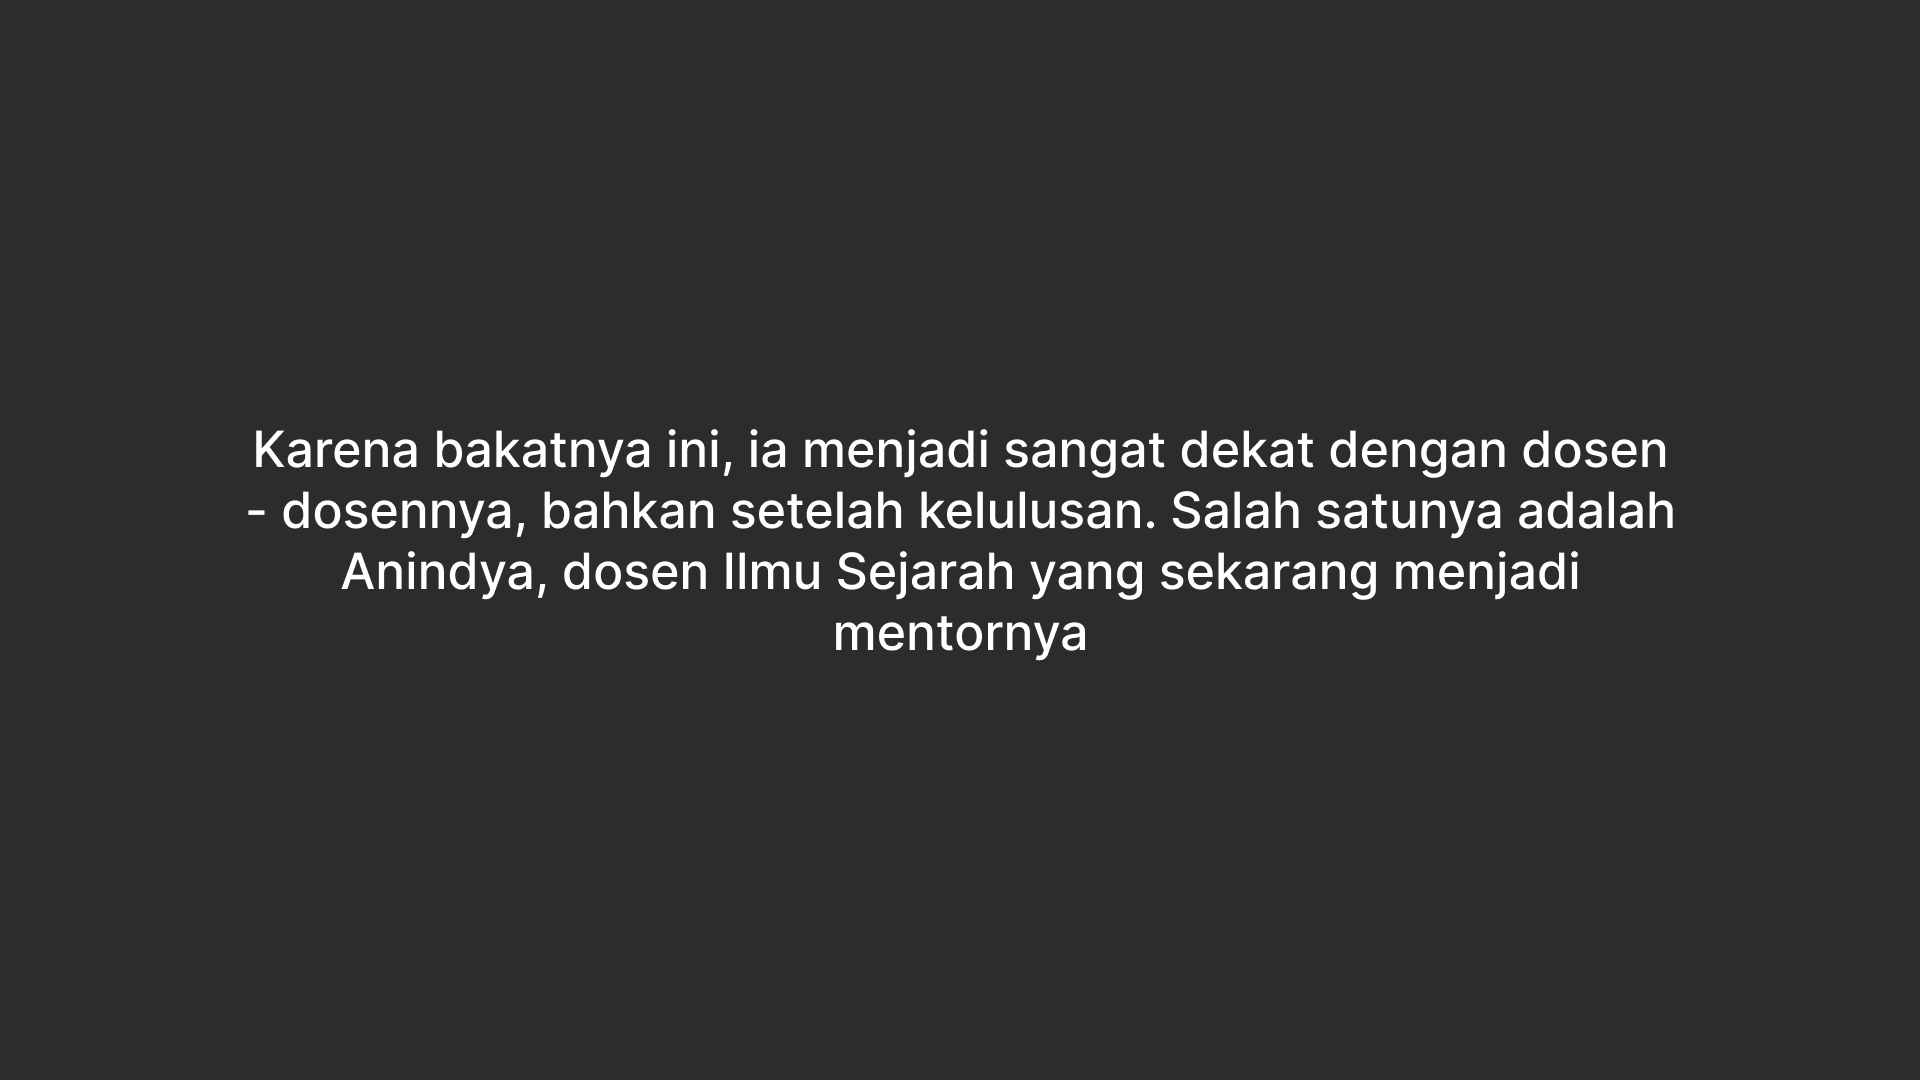 Karena bakatnya ini, ia menjadi sangat dekat dengan dosen
- dosennya, bahkan setelah kelulusan. Salah satunya adalah
Anindya, dosen Ilmu Sejarah yang sekarang menjadi
mentornya